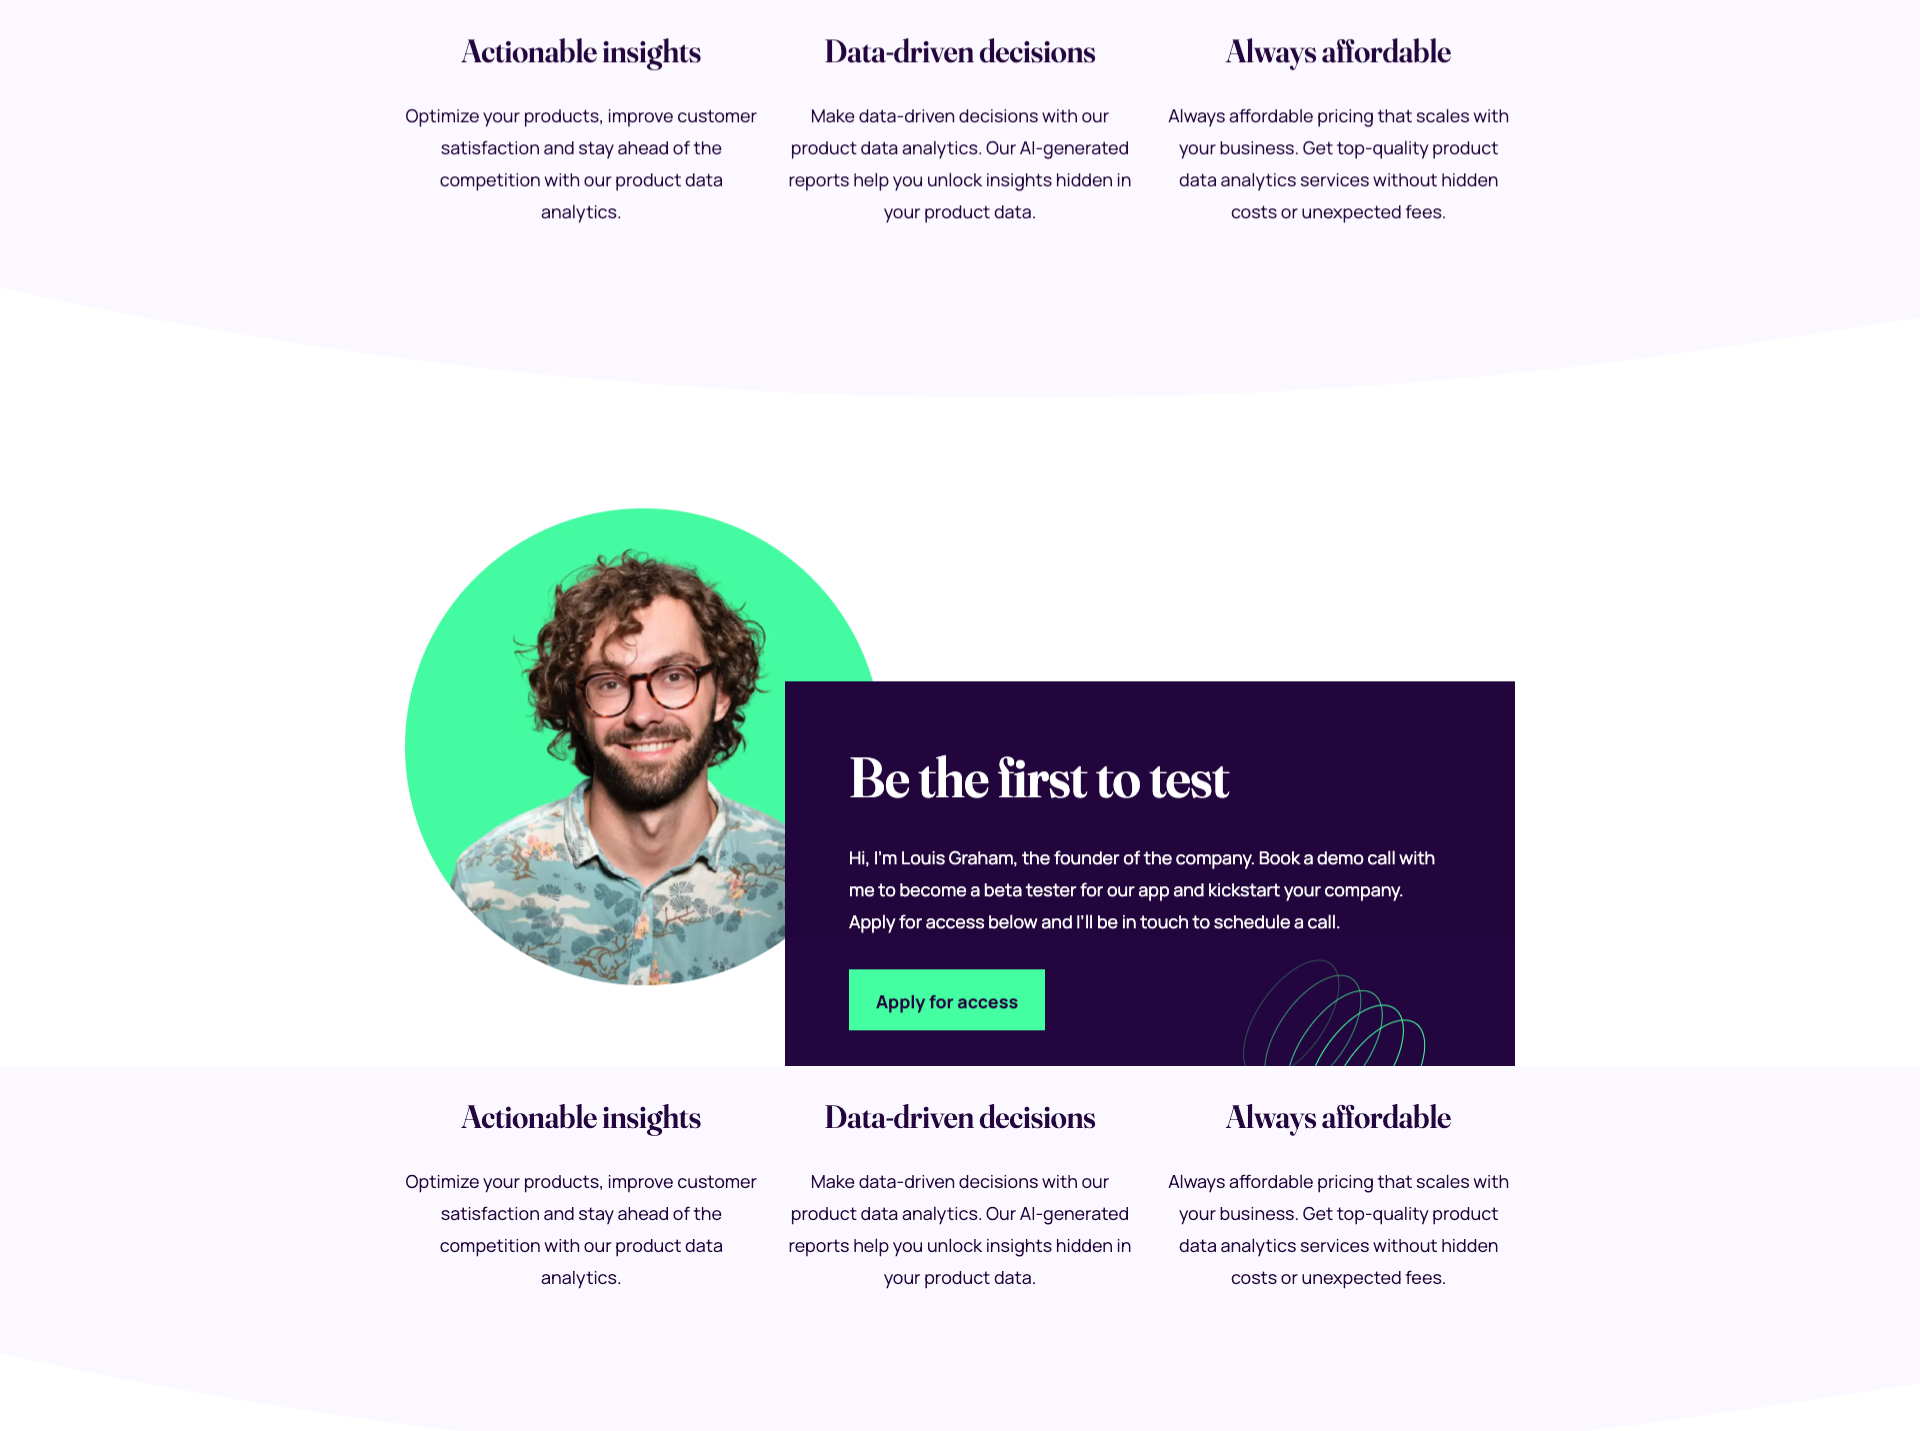 Actionable insights
Optimize your products, improve customer
satisfaction and stay ahead of the
competition with our product data
analytics.
Data-driven decisions
Make data-driven decisions with our
product data analytics. Our AI-generated
reports help you unlock insights hidden in
your product data.
Always affordable
Always affordable pricing that scales with
your business. Get top-quality product
data analytics services without hidden
costs or unexpected fees.
Be the first to test
Hi, I'm Louis Graham, the founder of the company. Book a demo call with
me to become a beta tester for our app and kickstart your company.
Apply for access below and I'll be in touch to schedule a call.
Apply for access
Actionable insights
Optimize your products, improve customer
satisfaction and stay ahead of the
competition with our product data
analytics.
Data-driven decisions
Make data-driven decisions with our
product data analytics. Our AI-generated
reports help you unlock insights hidden in
your product data.
Always affordable
Always affordable pricing that scales with
your business. Get top-quality product
data analytics services without hidden
costs or unexpected fees.